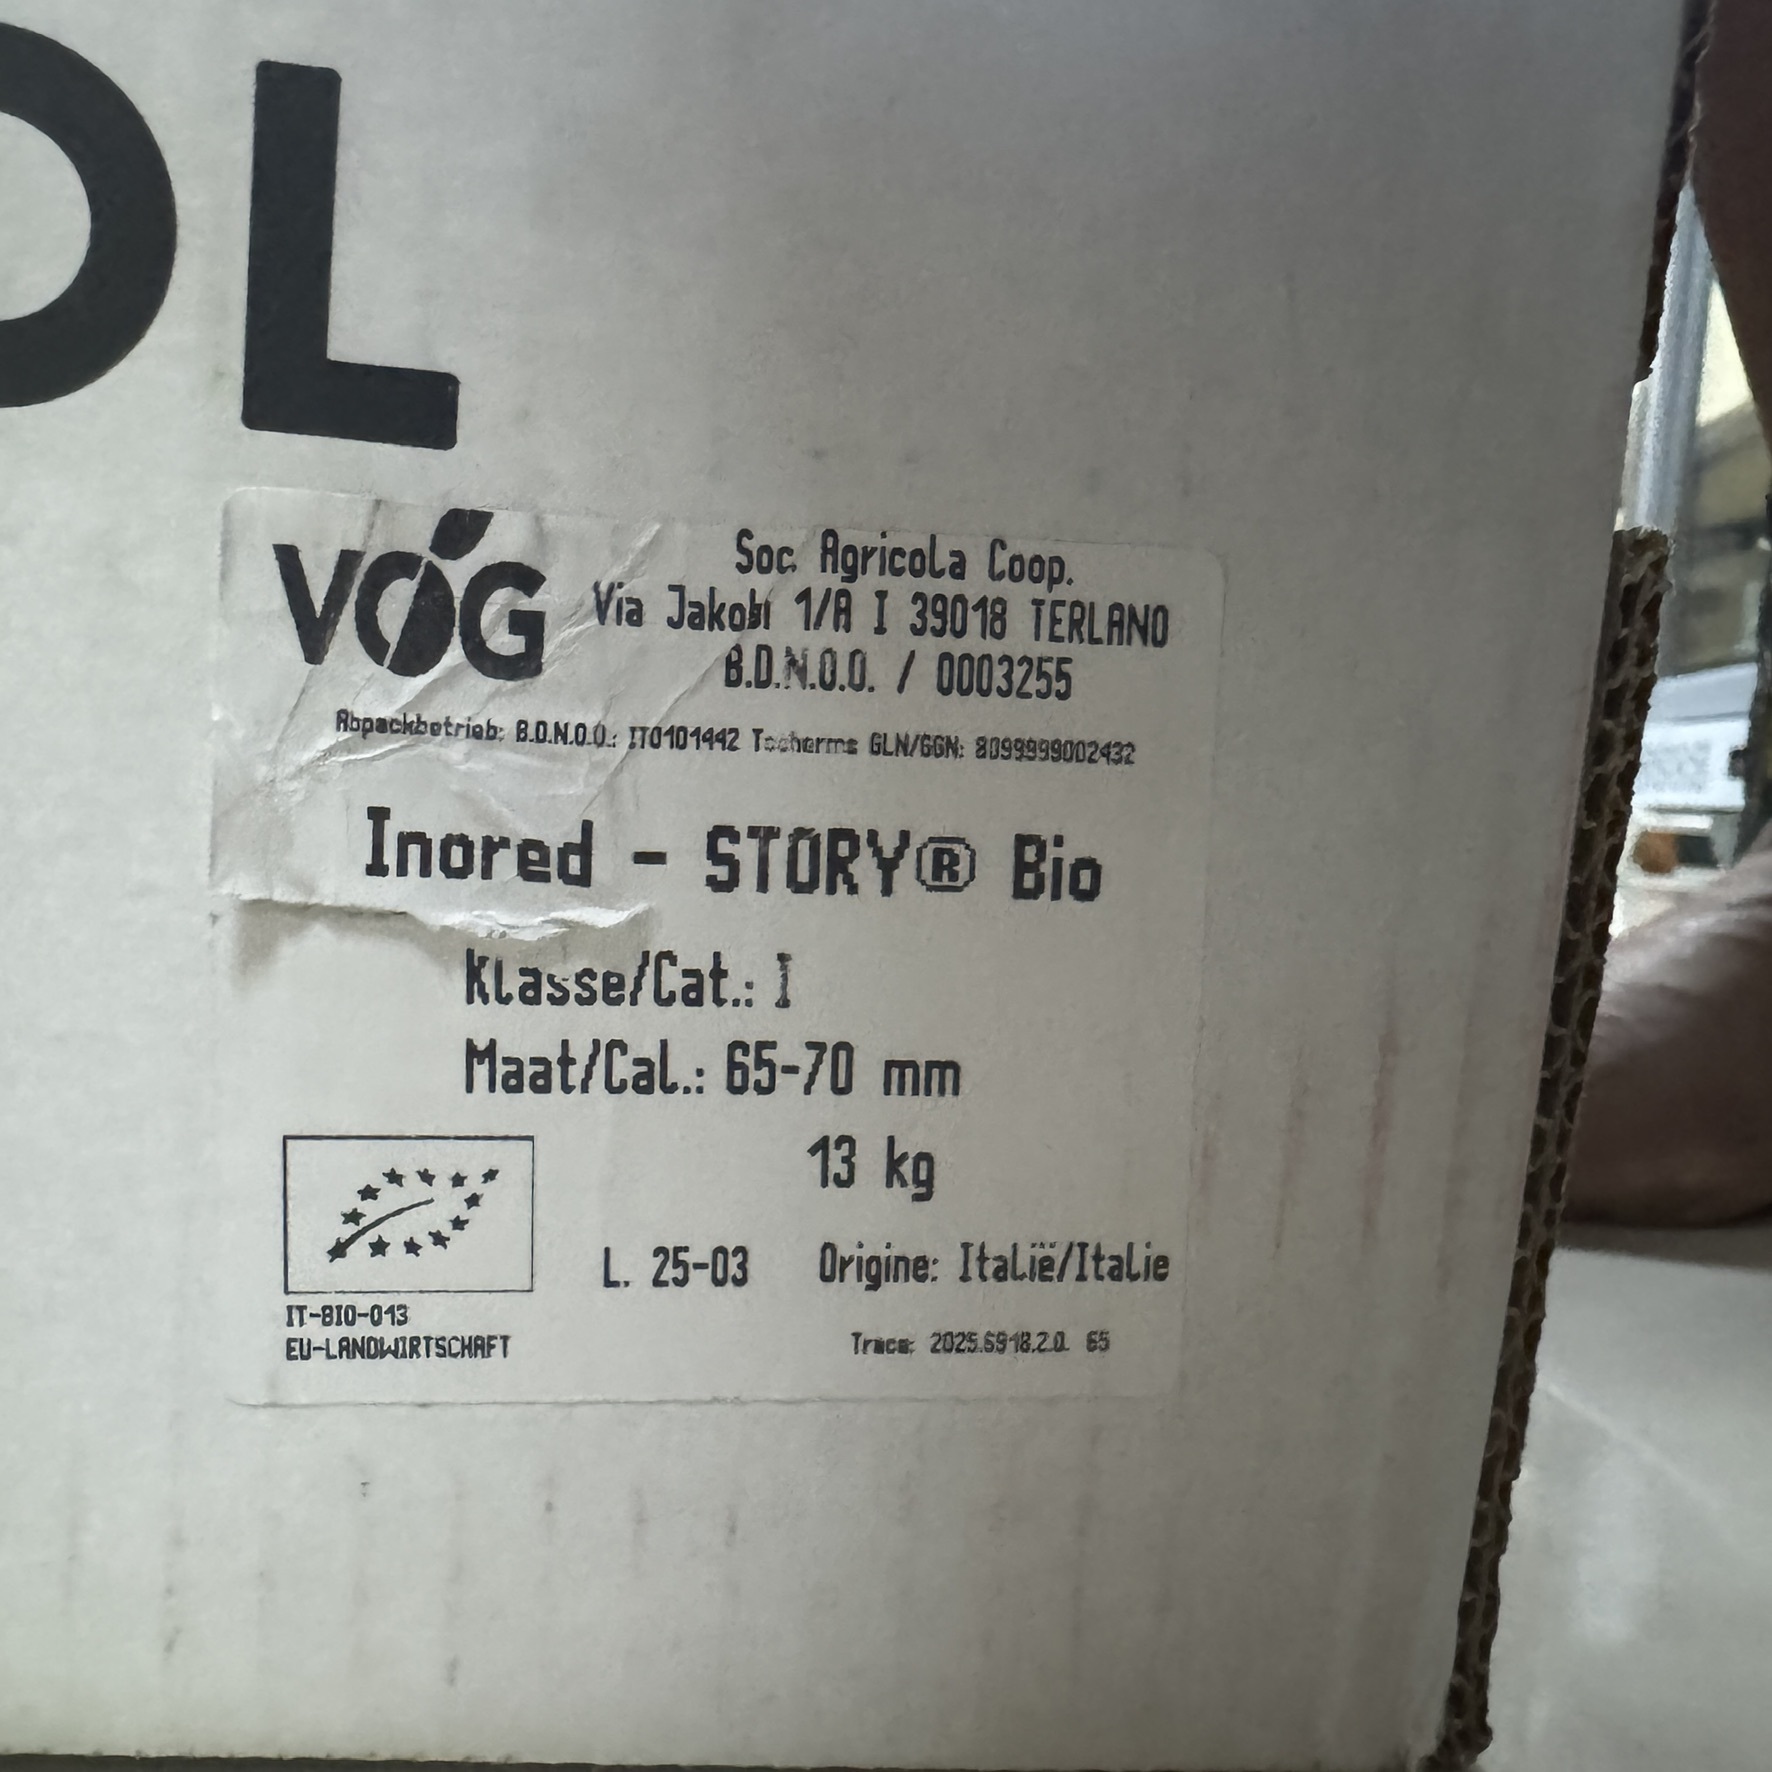 OL
VOG
Soc. Agricola Coop.
Via Jakobi 1/A I 39018 TERLANO
B.D.N.O.O. / 0003255
Abpackbetrieb: B.D.N.O.O.: IT0101442 Tscherms GLN/GGN: 8099999002432
Inored - STORY® Bio
Klasse/Cat.: I
Maat/Cal.: 65-70 mm
13 kg
L. 25-03 Origine: Italië/Italie
IT-BIO-013
EU-LANDWIRTSCHAFT
Trace: 2025.6918.2.0. 65